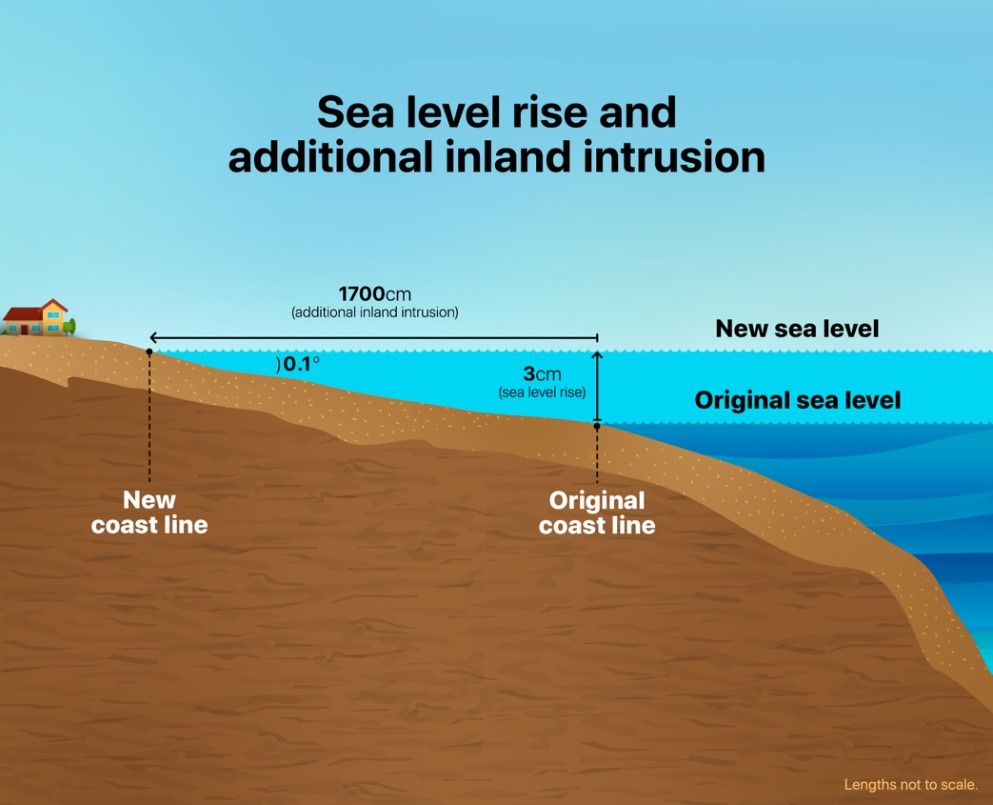 Sea level rise and
additional inland intrusion
1700cm
(additional inland intrusion)
New sea level
)0.1°
3cm
(sea level rise)
Original sea level
New
coast line
Original
coast line
Lengths not to scale.